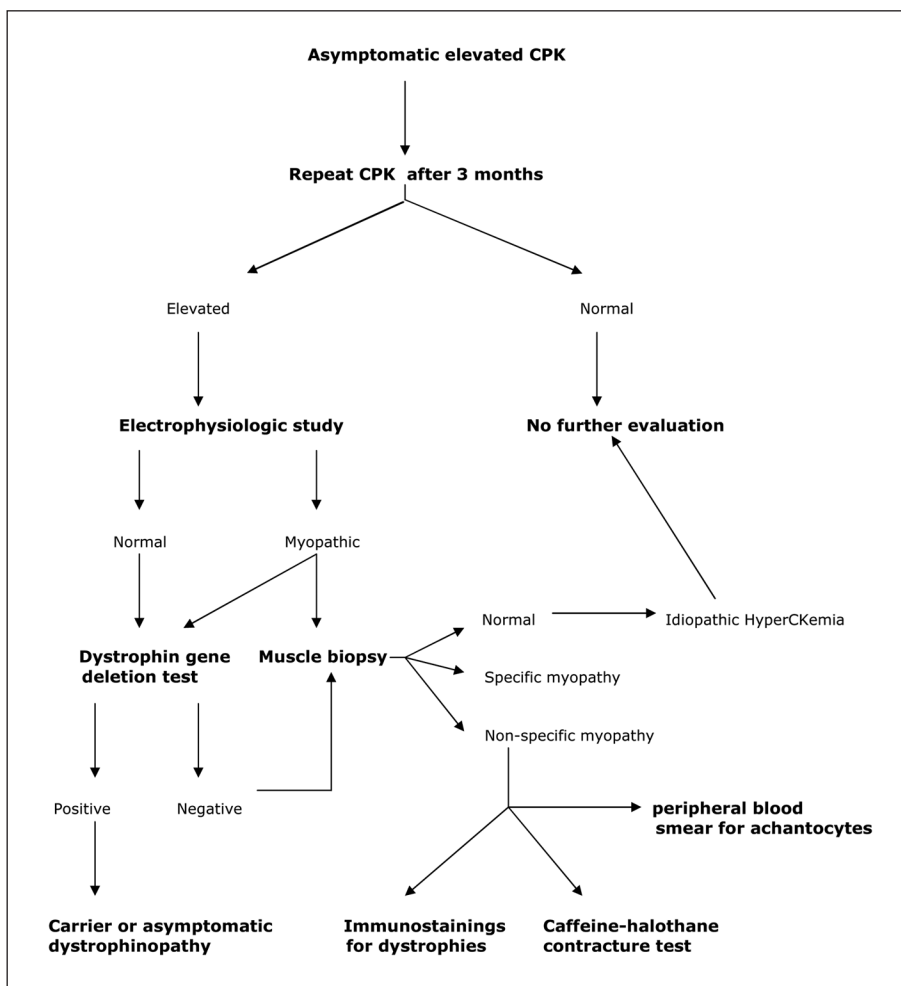 Asymptomatic elevated CPK
Repeat CPK after 3 months
Elevated
Normal
Electrophysiologic study
No further evaluation
Normal
Myopathic
Normal
Idiopathic HyperCKemia
Dystrophin gene
deletion test
Muscle biopsy
Specific myopathy
Non-specific myopathy
Positive
Negative
peripheral blood
smear for achantocytes
Carrier or asymptomatic
dystrophinopathy
Immunostainings
for dystrophies
Caffeine-halothane
contracture test